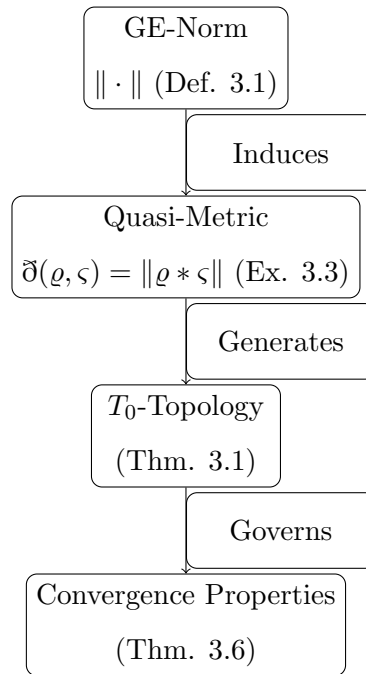 GE-Norm
∥ · ∥ (Def. 3.1)
Induces
Quasi-Metric
ð(ϱ, ς) = ∥ϱ ∗ ς∥ (Ex. 3.3)
Generates
T₀-Topology
(Thm. 3.1)
Governs
Convergence Properties
(Thm. 3.6)